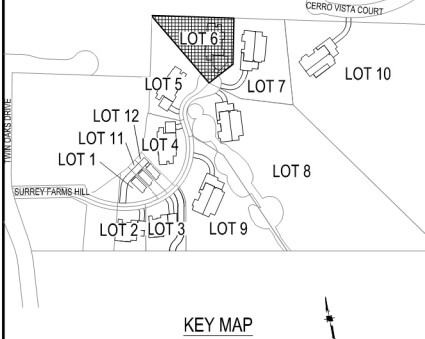 CERRO VISTA COURT
LOT 6
LOT 10
LOT 7
LOT 5
LOT 12
LOT 11
LOT 4
LOT 1
LOT 8
TWIN OAKS DRIVE
SURREY FARMS HILL
LOT 2
LOT 3
LOT 9
KEY MAP